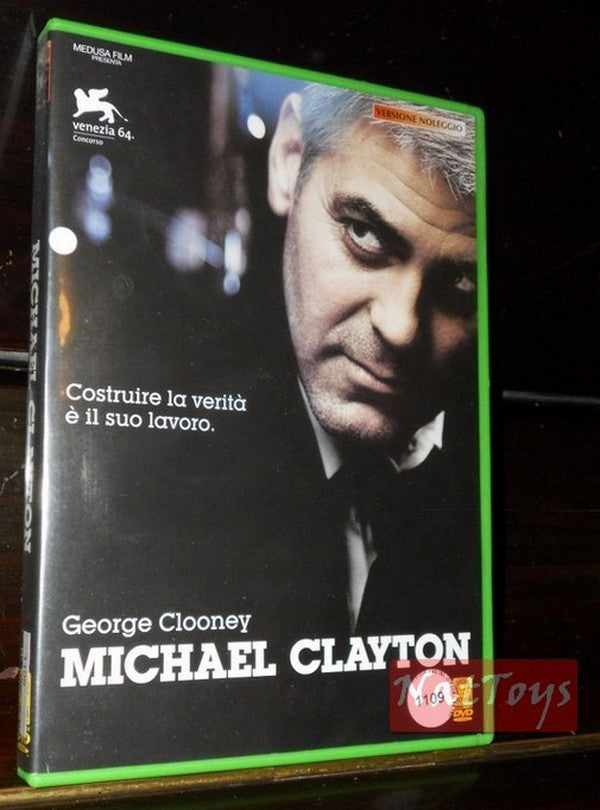 MEDUSA FILM
PRESENTA
venezia 64.
Concorso
VERSIONE NOLEGGIO
MICHAEL CLAYTON
Costruire la verità
è il suo lavoro.
George Clooney
MICHAEL CLAYTON
1109
DVD
NatToys